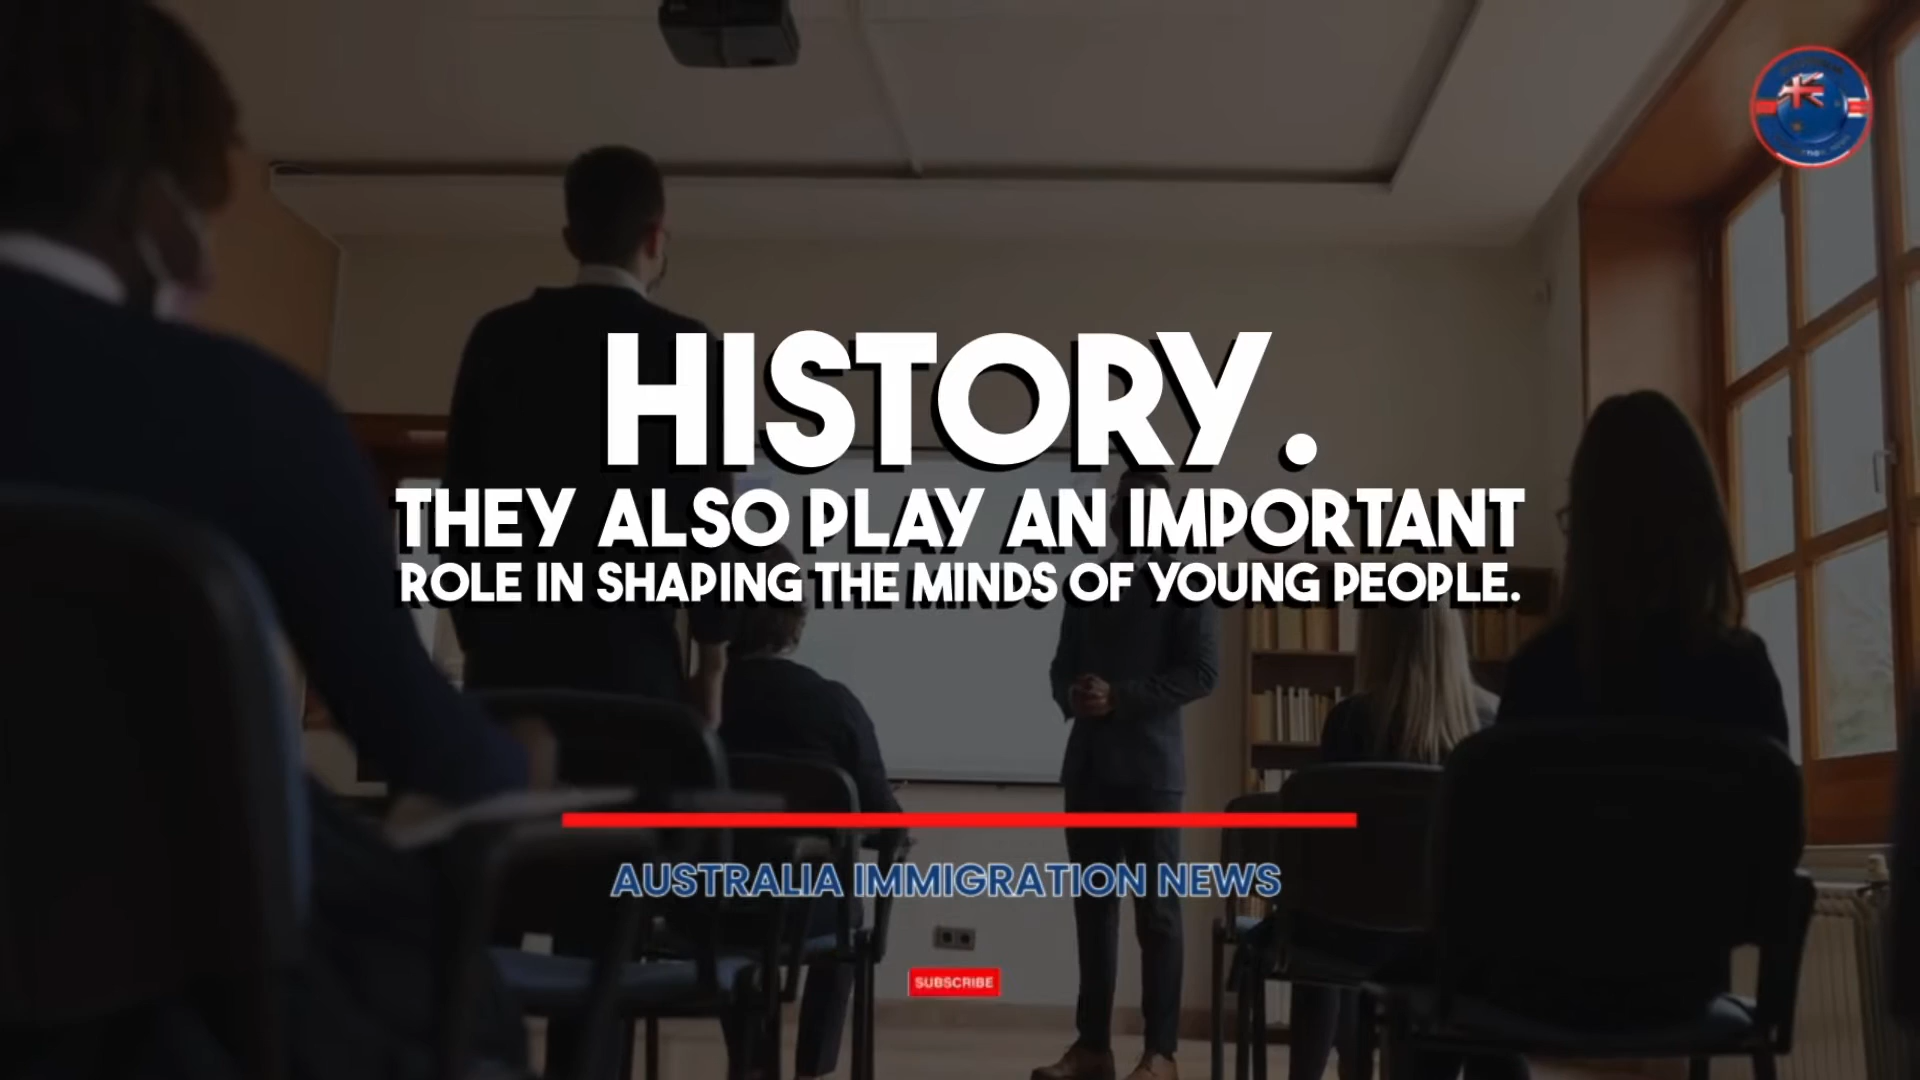 HISTORY.
THEY ALSO PLAY AN IMPORTANT
ROLE IN SHAPING THE MINDS OF YOUNG PEOPLE.
AUSTRALIA IMMIGRATION NEWS
SUBSCRIBE